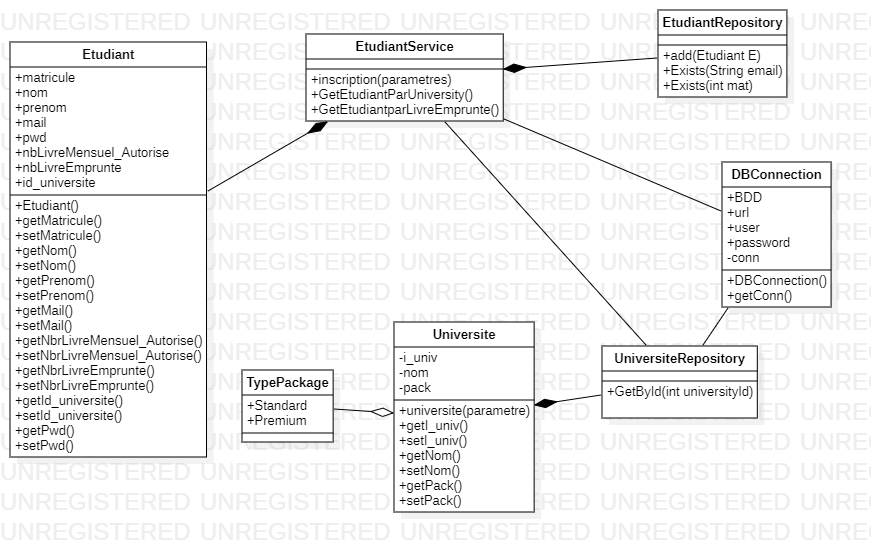 Etudiant
+matricule
+nom
+prenom
+mail
+pwd
+nbLivreMensuel_Autorise
+nbLivreEmprunte
+id_universite
+Etudiant()
+getMatricule()
+setMatricule()
+getNom()
+setNom()
+getPrenom()
+setPrenom()
+getMail()
+setMail()
+getNbrLivreMensuel_Autorise()
+setNbrLivreMensuel_Autorise()
+getNbrLivreEmprunte()
+setNbrLivreEmprunte()
+getId_universite()
+setId_universite()
+getPwd()
+setPwd()
EtudiantService
+inscription(parametres)
+GetEtudiantParUniversity()
+GetEtudiantparLivreEmprunte()
EtudiantRepository
+add(Etudiant E)
+Exists(String email)
+Exists(int mat)
DBConnection
+BDD
+url
+user
+password
-conn
+DBConnection()
+getConn()
TypePackage
+Standard
+Premium
Universite
-i_univ
-nom
-pack
+universite(parametre)
+getI_univ()
+setI_univ()
+getNom()
+setNom()
+getPack()
+setPack()
UniversiteRepository
+GetById(int universityId)
UNREGISTERED